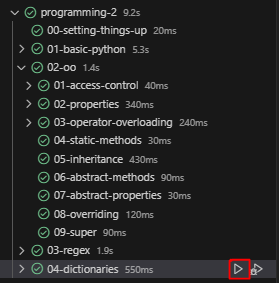 programming-2 9.2s
00-setting-things-up 20ms
01-basic-python 5.3s
02-oo 1.4s
01-access-control 40ms
02-properties 340ms
03-operator-overloading 240ms
04-static-methods 30ms
05-inheritance 430ms
06-abstract-methods 90ms
07-abstract-properties 30ms
08-overriding 120ms
09-super 90ms
03-regex 1.9s
04-dictionaries 550ms